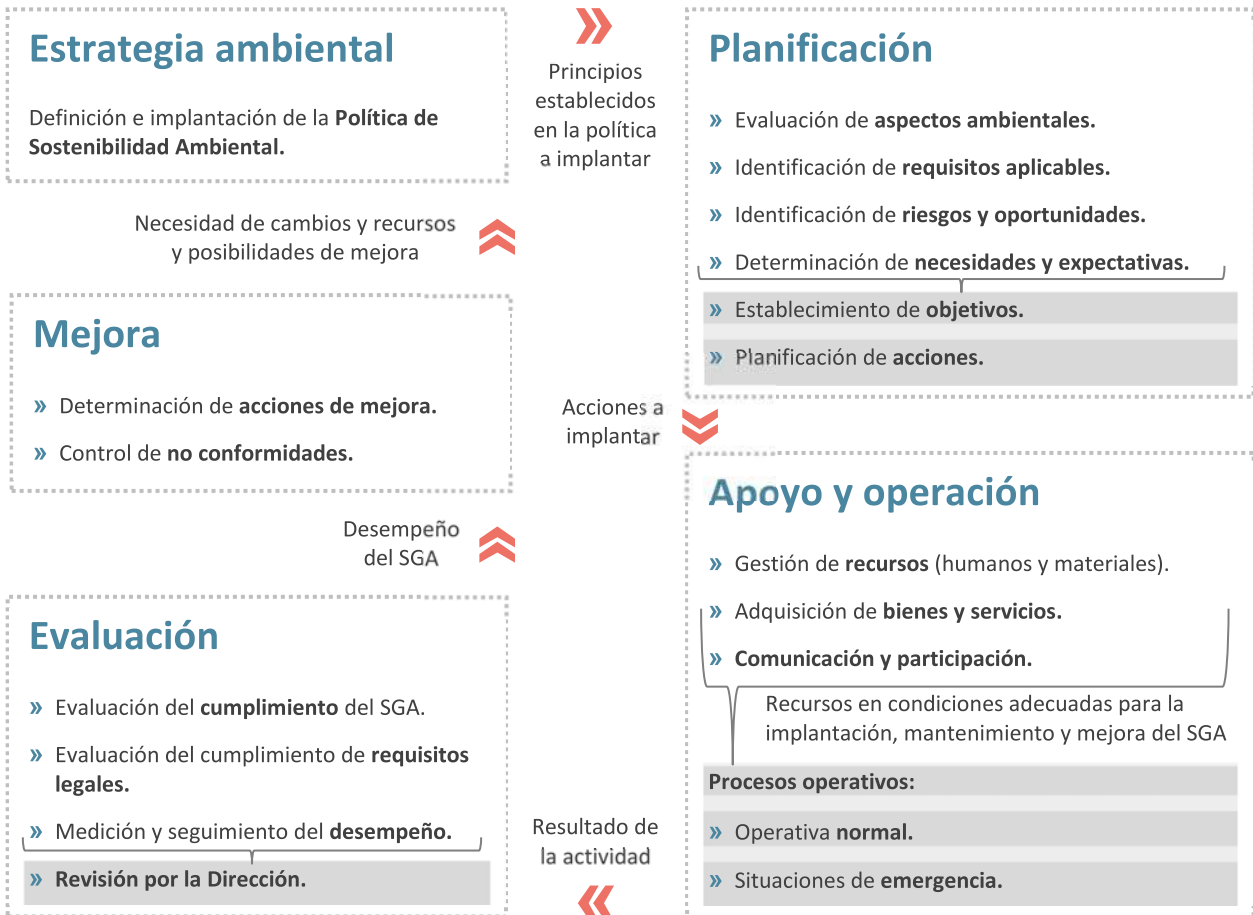 Estrategia ambiental
Definición e implantación de la Política de
Sostenibilidad Ambiental.
Principios
establecidos
en la política
a implantar
Planificación
» Evaluación de aspectos ambientales.
» Identificación de requisitos aplicables.
» Identificación de riesgos y oportunidades.
» Determinación de necesidades y expectativas.
» Establecimiento de objetivos.
» Planificación de acciones.
Necesidad de cambios y recursos
y posibilidades de mejora
Mejora
» Determinación de acciones de mejora.
» Control de no conformidades.
Acciones a
implantar
Apoyo y operación
» Gestión de recursos (humanos y materiales).
» Adquisición de bienes y servicios.
» Comunicación y participación.
Recursos en condiciones adecuadas para la
implantación, mantenimiento y mejora del SGA
Procesos operativos:
» Operativa normal.
» Situaciones de emergencia.
Desempeño
del SGA
Evaluación
» Evaluación del cumplimiento del SGA.
» Evaluación del cumplimiento de requisitos
legales.
» Medición y seguimiento del desempeño.
» Revisión por la Dirección.
Resultado de
la actividad